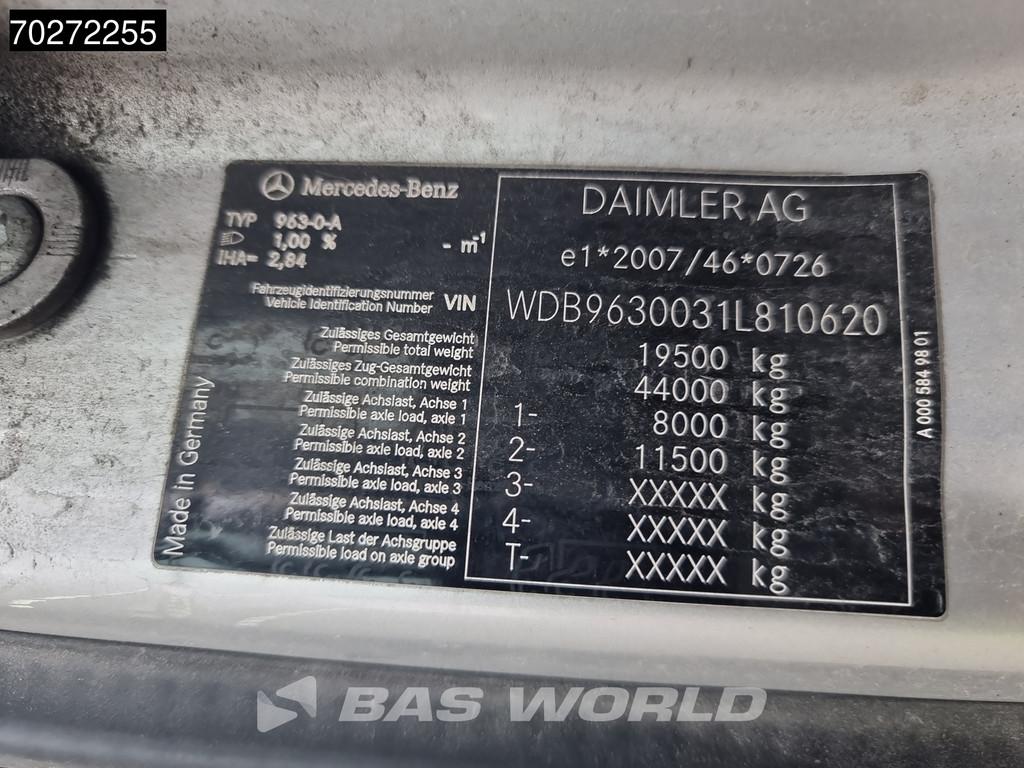 70272255
Mercedes-Benz
TYP 963-0-A
1,00 % - m⁻¹
IHA= 2,84
DAIMLER AG
e1*2007/46*0726
Fahrzeugidentifizierungsnummer
Vehicle Identification Number VIN WDB9630031L810620
Zulässiges Gesamtgewicht
Permissible total weight 19500 kg
Zulässiges Zug-Gesamtgewicht
Permissible combination weight 44000 kg
Zulässige Achslast, Achse 1
Permissible axle load, axle 1 1- 8000 kg
Zulässige Achslast, Achse 2
Permissible axle load, axle 2 2- 11500 kg
Zulässige Achslast, Achse 3
Permissible axle load, axle 3 3- XXXXX kg
Zulässige Achslast, Achse 4
Permissible axle load, axle 4 4- XXXXX kg
Zulässige Last der Achsgruppe
Permissible load on axle group T- XXXXX kg
Made in Germany
A 000 584 98 01
BAS WORLD